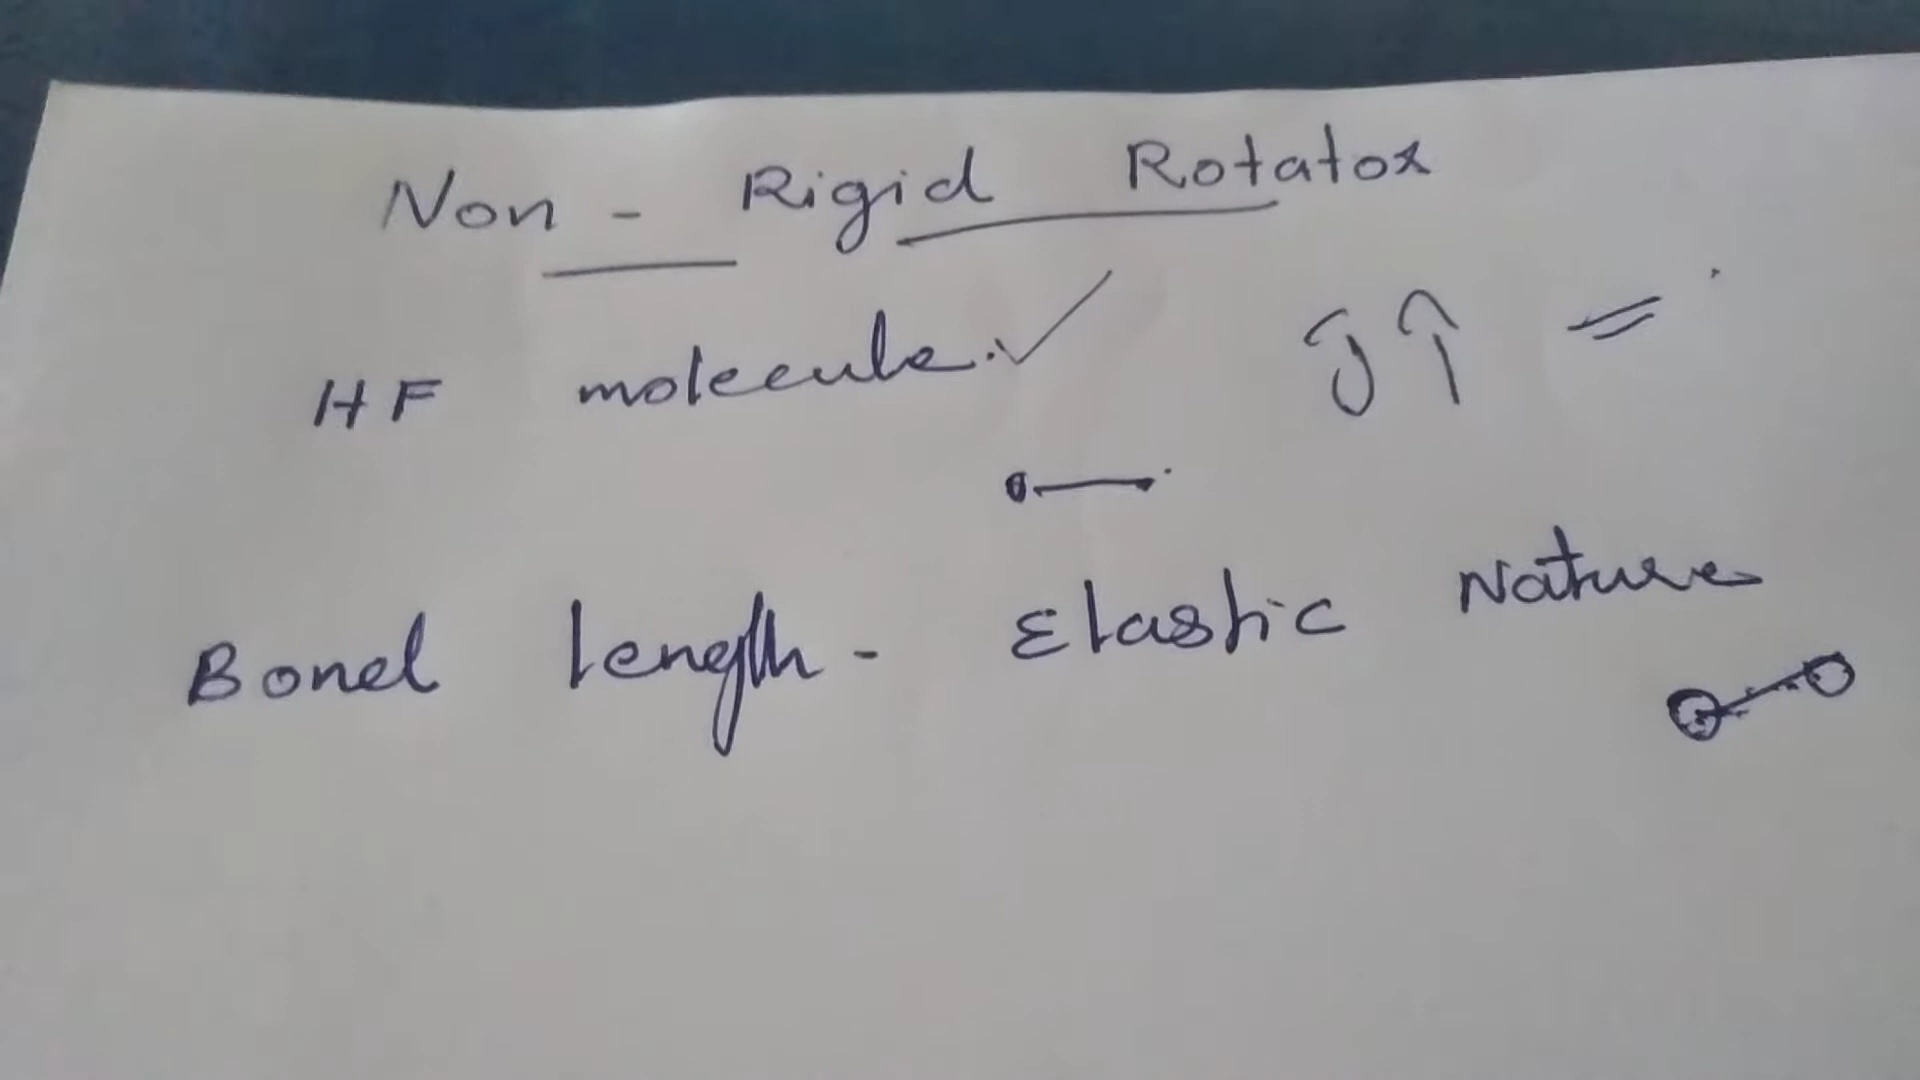 Non - Rigid Rotator
HF molecule. ✓ J↑ =
Bond length - Elastic Nature